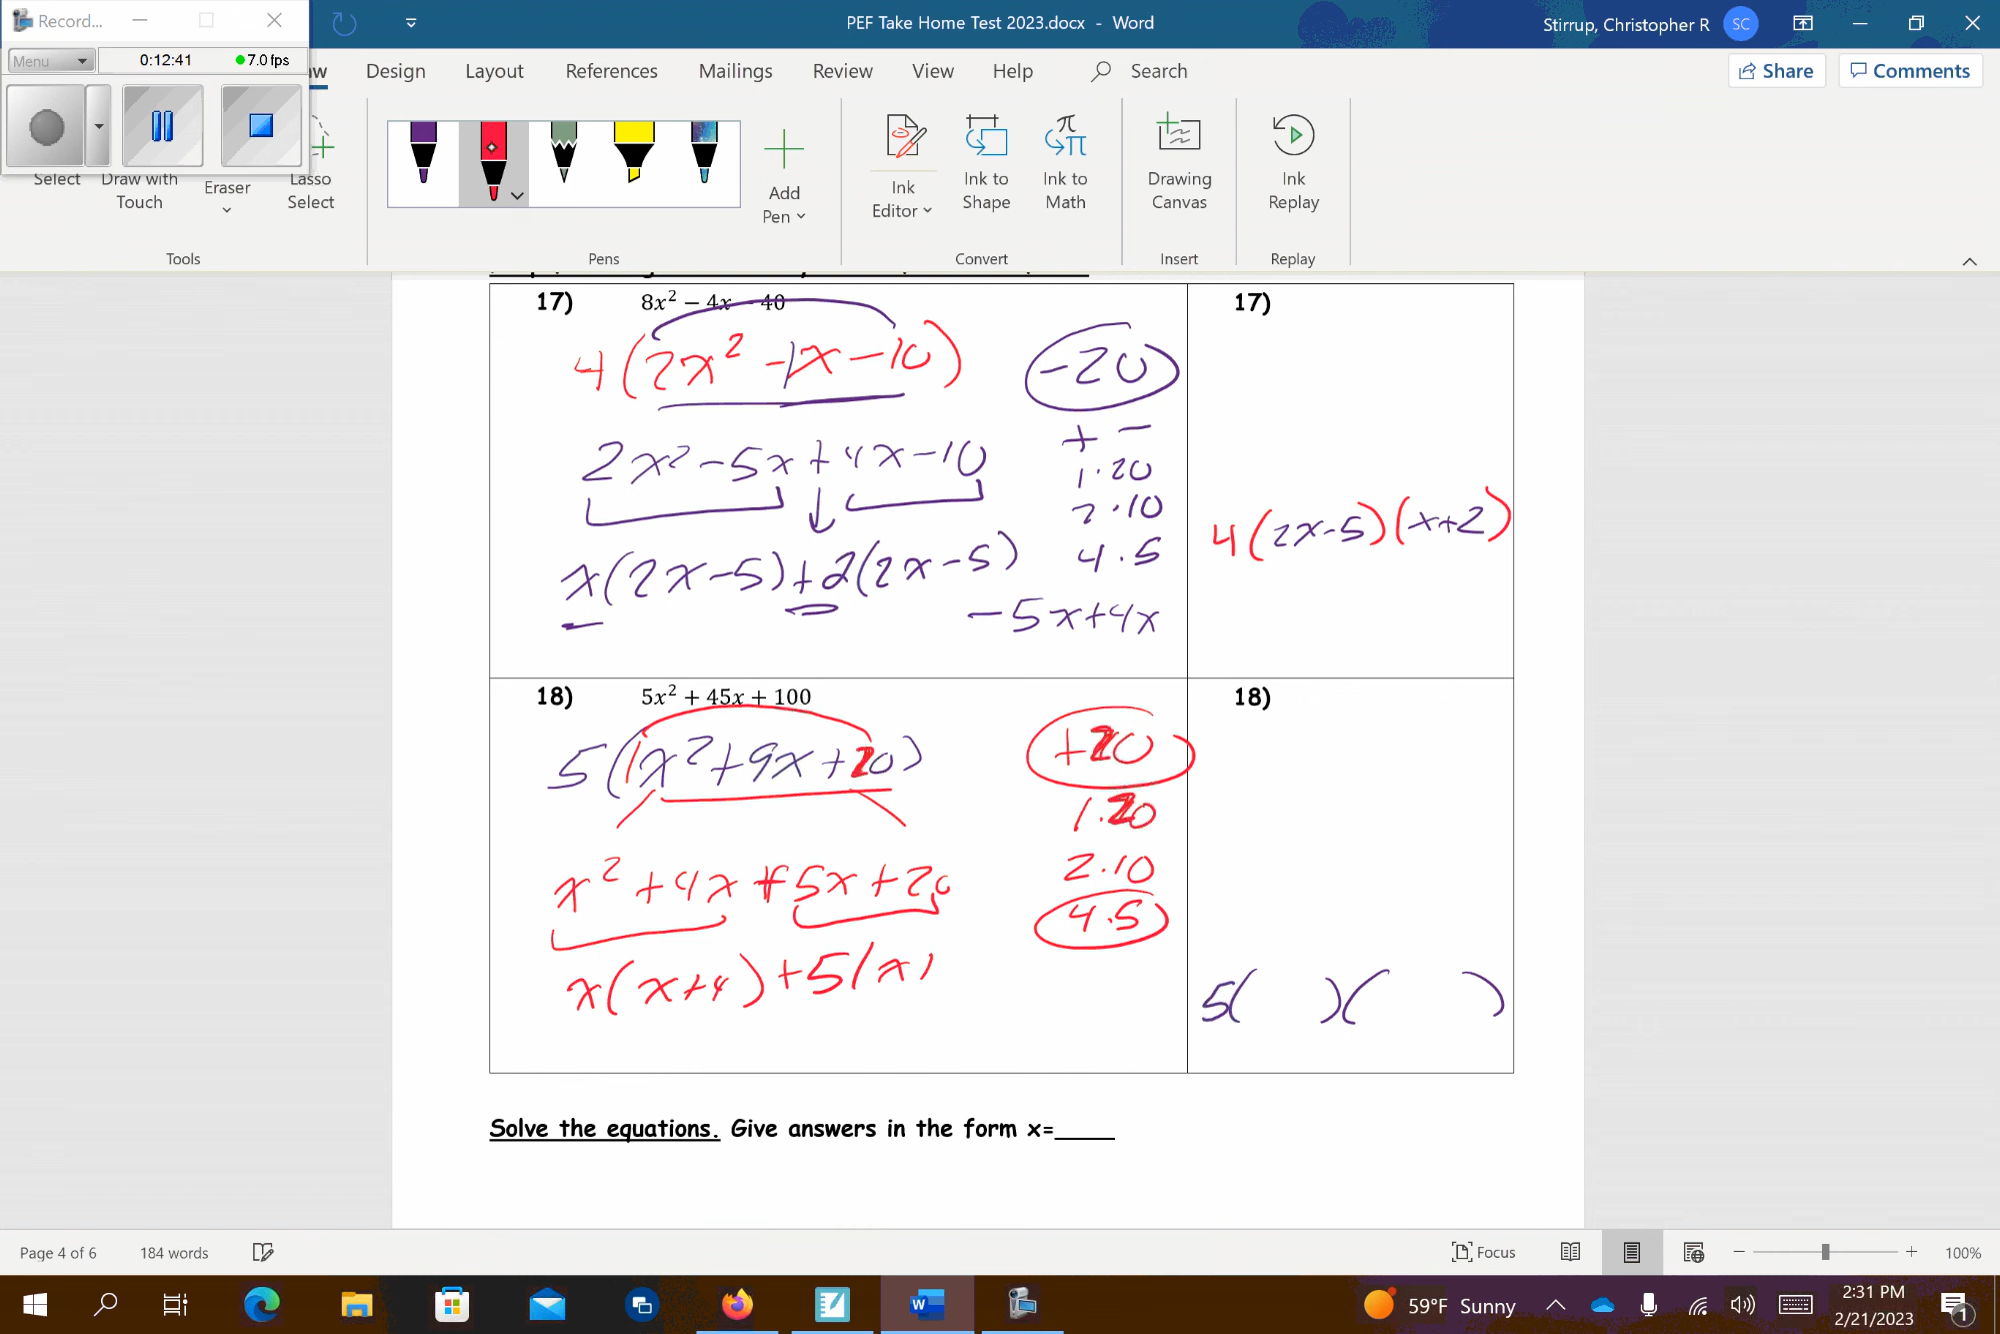 Record...
PEF Take Home Test 2023.docx - Word
Stirrup, Christopher R
SC
Menu
0:12:41
7.0 fps
Design
Layout
References
Mailings
Review
View
Help
Search
Share
Comments
Select
Draw with Touch
Eraser
Lasso Select
Add Pen
Ink Editor
Ink to Shape
Ink to Math
Drawing Canvas
Ink Replay
Tools
Pens
Convert
Insert
Replay
17) 8x² − 4x − 40
17)
4(2x² -1x -10)
-20
2x² -5x +4x -10
+ -
1·20
2·10
4·5
x(2x-5)+2(2x-5)
-5x+4x
4(2x-5)(x+2)
18) 5x² + 45x + 100
18)
5(1x²+9x+20)
+20
1·20
2·10
4·5
x² +4x +5x +20
x(x+4)+5(x
5( )( )
Solve the equations. Give answers in the form x=____
Page 4 of 6
184 words
Focus
100%
59°F Sunny
2:31 PM
2/21/2023
1